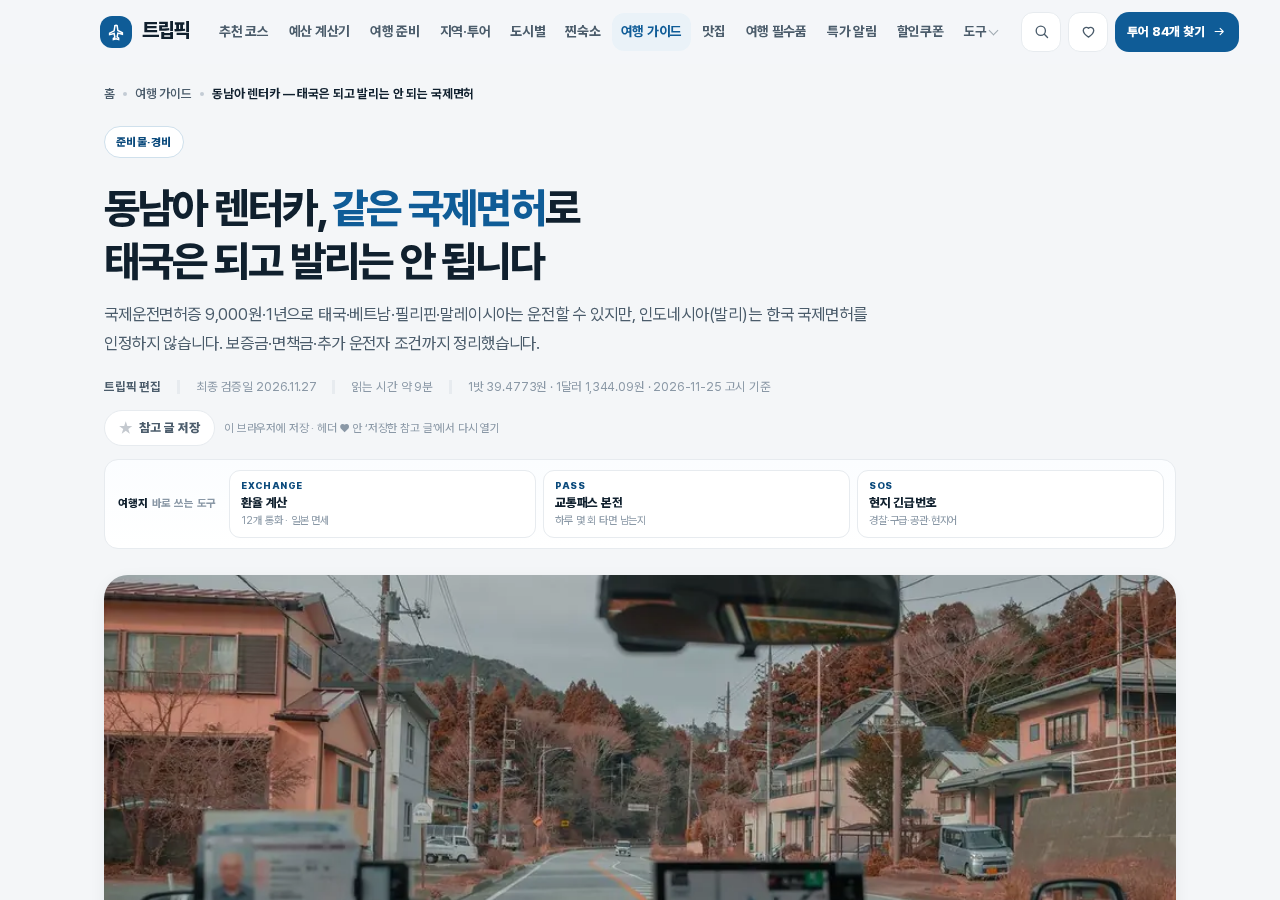 트립픽
추천 코스
예산 계산기
여행 준비
지역·투어
도시별
찐숙소
여행 가이드
맛집
여행 필수품
특가 알림
할인쿠폰
도구
투어 84개 찾기 →
홈 • 여행 가이드 • 동남아 렌터카 — 태국은 되고 발리는 안 되는 국제면허
준비물·경비
동남아 렌터카, 같은 국제면허로
태국은 되고 발리는 안 됩니다
국제운전면허증 9,000원·1년으로 태국·베트남·필리핀·말레이시아는 운전할 수 있지만, 인도네시아(발리)는 한국 국제면허를
인정하지 않습니다. 보증금·면책금·추가 운전자 조건까지 정리했습니다.
트립픽 편집 | 최종 검증일 2026.11.27 | 읽는 시간 약 9분 | 1밧 39.4773원 · 1달러 1,344.09원 · 2026-11-25 고시 기준
★ 참고 글 저장
이 브라우저에 저장 · 헤더 ♥ 안 '저장한 참고 글'에서 다시 열기
여행지 바로 쓰는 도구
EXCHANGE
환율 계산
12개 통화 · 일본 면세
PASS
교통패스 본전
하루 몇 회 타면 남는지
SOS
현지 긴급번호
경찰·구급·공관·현지어